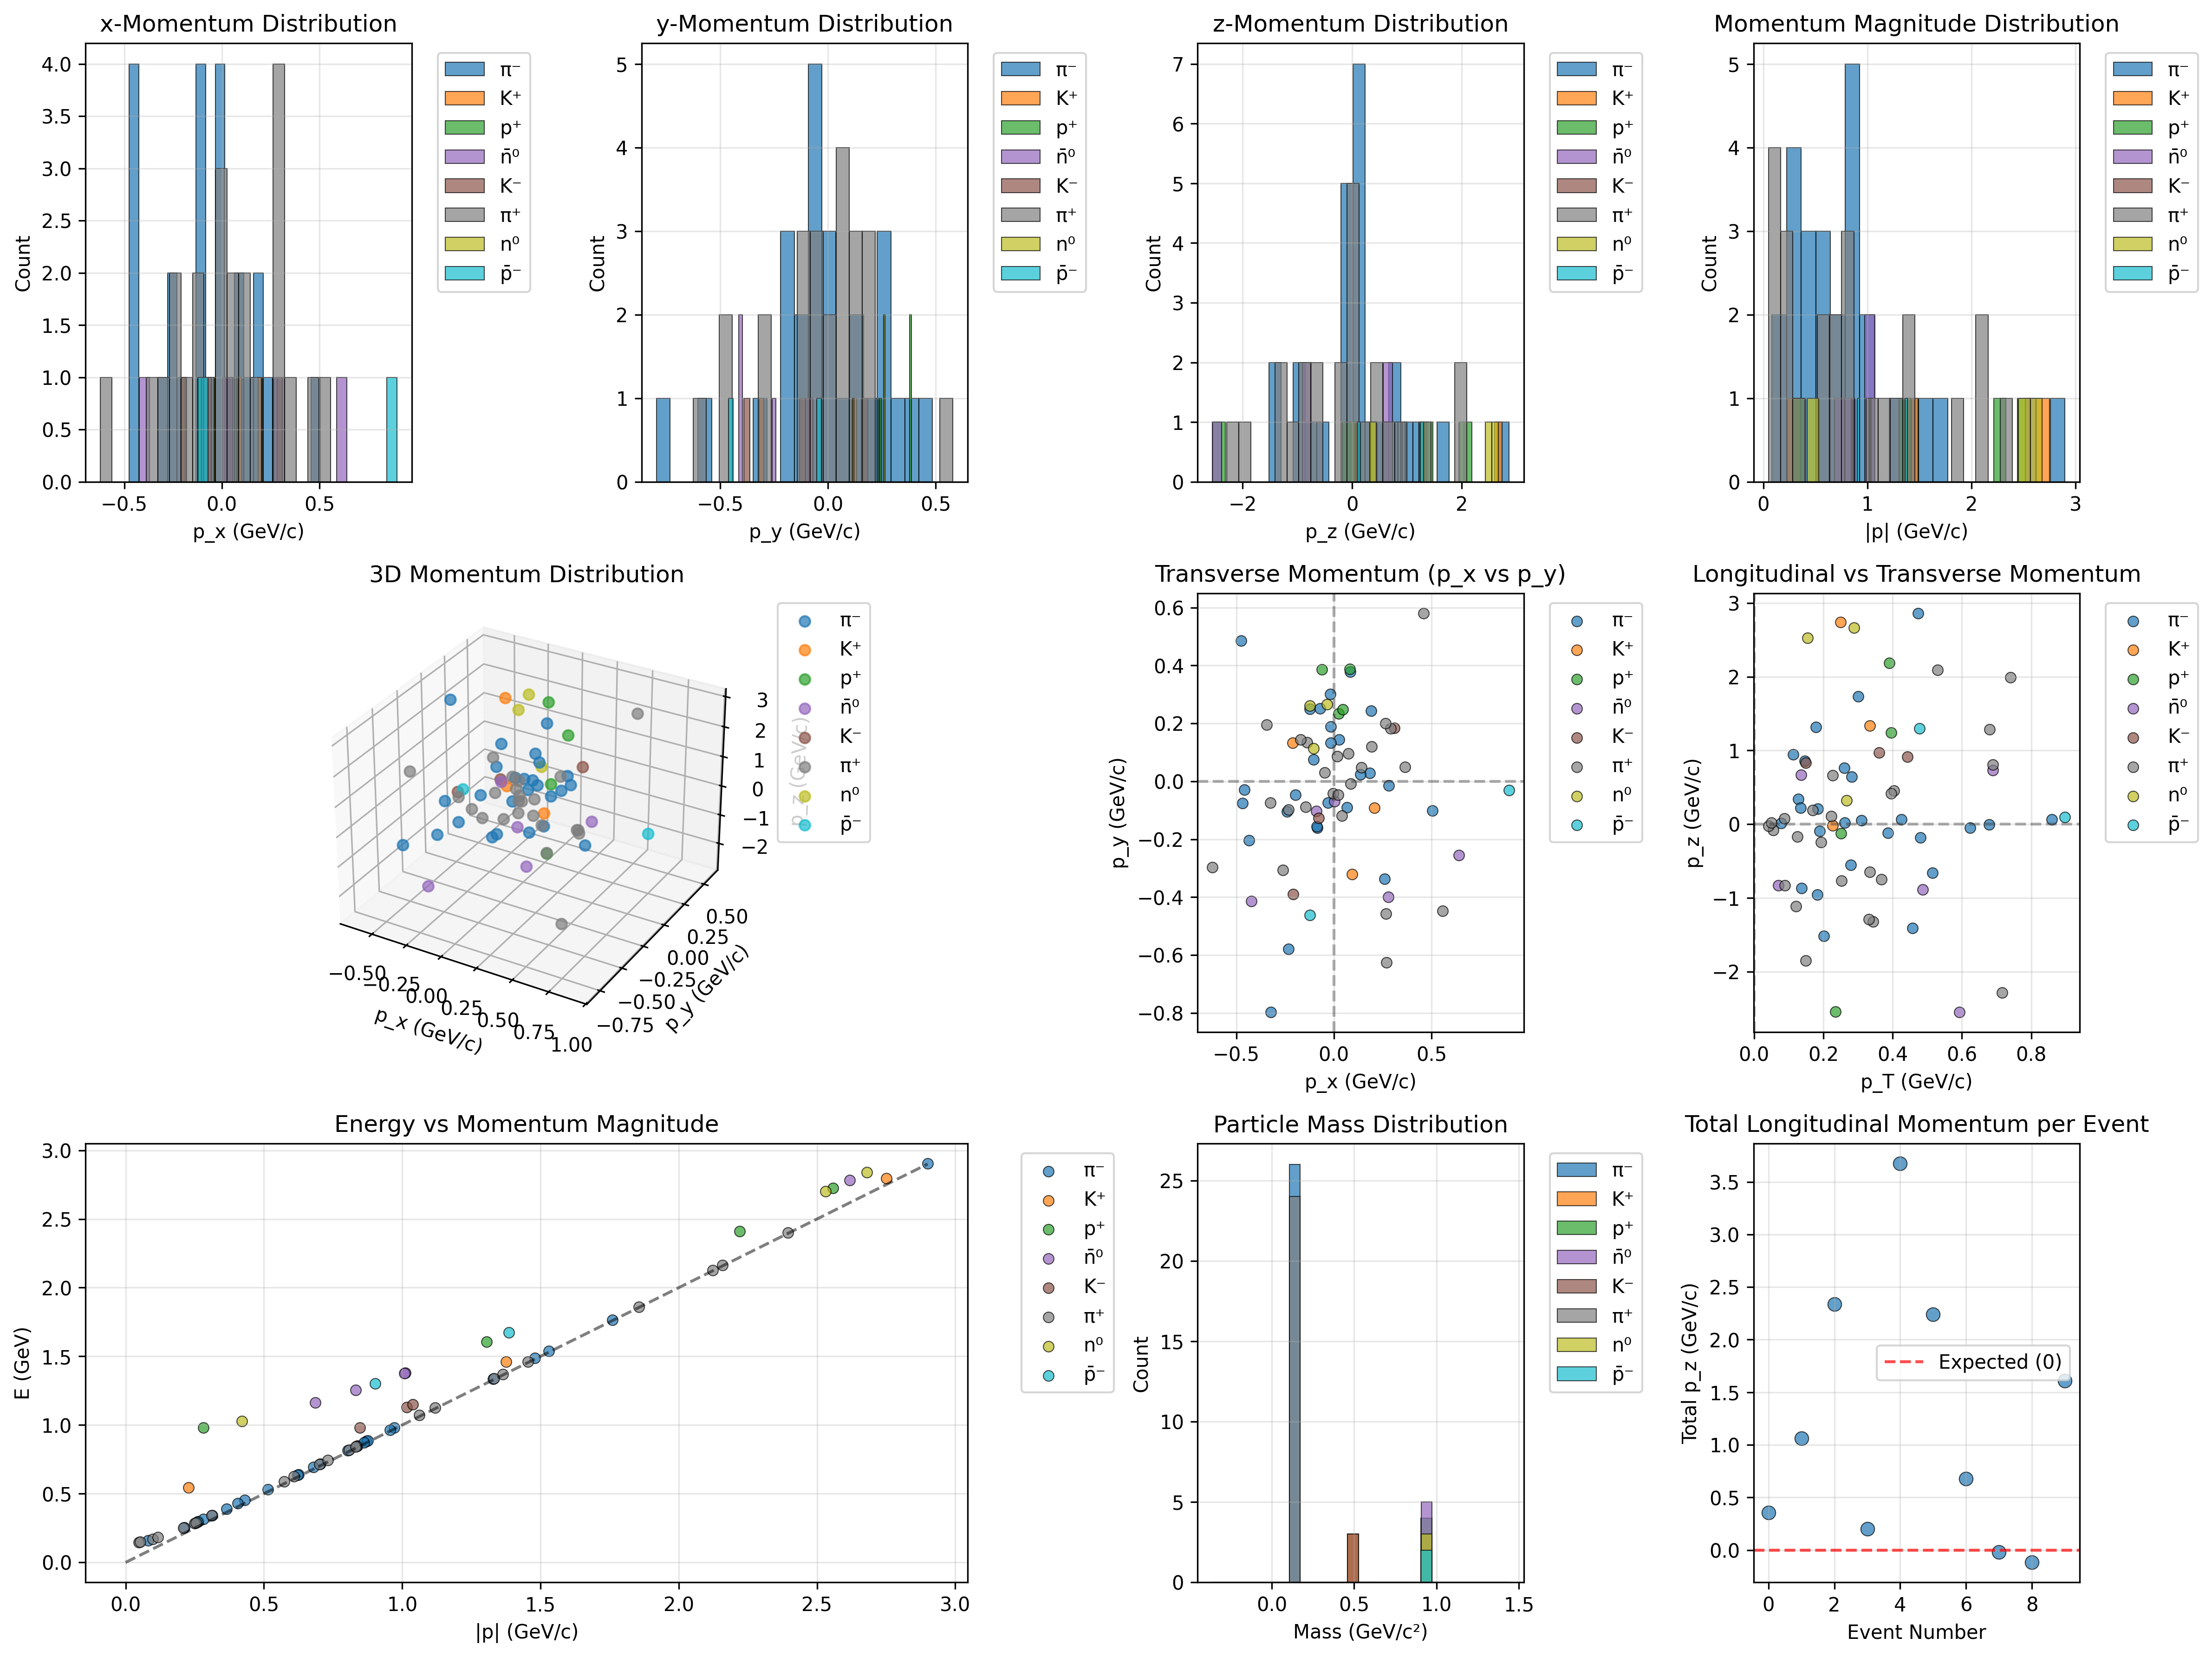 x-Momentum Distribution
4.0
3.5
3.0
2.5
2.0
1.5
1.0
0.5
0.0
Count
−0.5
0.0
0.5
p_x (GeV/c)
π⁻
K⁺
p⁺
n̄⁰
K⁻
π⁺
n⁰
p̄⁻
y-Momentum Distribution
5
4
3
2
1
0
Count
−0.5
0.0
0.5
p_y (GeV/c)
π⁻
K⁺
p⁺
n̄⁰
K⁻
π⁺
n⁰
p̄⁻
z-Momentum Distribution
7
6
5
4
3
2
1
0
Count
−2
0
2
p_z (GeV/c)
π⁻
K⁺
p⁺
n̄⁰
K⁻
π⁺
n⁰
p̄⁻
Momentum Magnitude Distribution
5
4
3
2
1
0
Count
0
1
2
3
|p| (GeV/c)
π⁻
K⁺
p⁺
n̄⁰
K⁻
π⁺
n⁰
p̄⁻
3D Momentum Distribution
3
2
1
0
−1
−2
p_z (GeV/c)
0.50
0.25
0.00
−0.25
−0.50
−0.75
p_y (GeV/c)
−0.50
−0.25
0.00
0.25
0.50
0.75
1.00
p_x (GeV/c)
π⁻
K⁺
p⁺
n̄⁰
K⁻
π⁺
n⁰
p̄⁻
Transverse Momentum (p_x vs p_y)
0.6
0.4
0.2
0.0
−0.2
−0.4
−0.6
−0.8
p_y (GeV/c)
−0.5
0.0
0.5
p_x (GeV/c)
π⁻
K⁺
p⁺
n̄⁰
K⁻
π⁺
n⁰
p̄⁻
Longitudinal vs Transverse Momentum
3
2
1
0
−1
−2
p_z (GeV/c)
0.0
0.2
0.4
0.6
0.8
p_T (GeV/c)
π⁻
K⁺
p⁺
n̄⁰
K⁻
π⁺
n⁰
p̄⁻
Energy vs Momentum Magnitude
3.0
2.5
2.0
1.5
1.0
0.5
0.0
E (GeV)
0.0
0.5
1.0
1.5
2.0
2.5
3.0
|p| (GeV/c)
π⁻
K⁺
p⁺
n̄⁰
K⁻
π⁺
n⁰
p̄⁻
Particle Mass Distribution
25
20
15
10
5
0
Count
0.0
0.5
1.0
1.5
Mass (GeV/c²)
π⁻
K⁺
p⁺
n̄⁰
K⁻
π⁺
n⁰
p̄⁻
Total Longitudinal Momentum per Event
3.5
3.0
2.5
2.0
1.5
1.0
0.5
0.0
Total p_z (GeV/c)
Expected (0)
0
2
4
6
8
Event Number